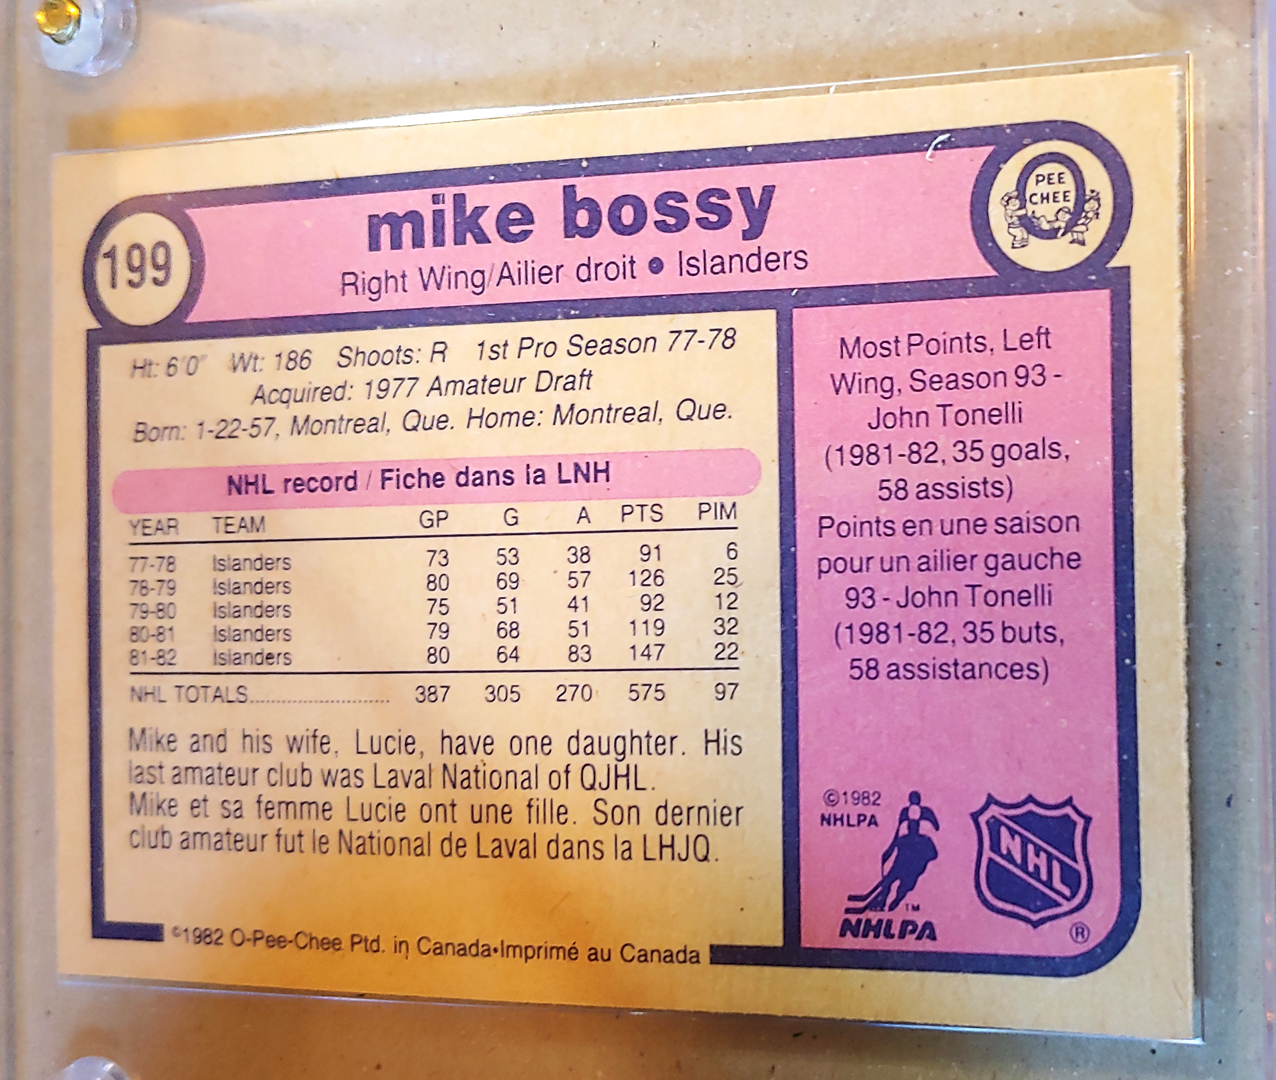 199
mike bossy
Right Wing/Ailier droit • Islanders
PEE
CHEE
Ht: 6'0" Wt: 186 Shoots: R 1st Pro Season 77-78
Acquired: 1977 Amateur Draft
Born: 1-22-57, Montreal, Que. Home: Montreal, Que.
NHL record / Fiche dans la LNH
YEAR TEAM GP G A PTS PIM
77-78 Islanders 73 53 38 91 6
78-79 Islanders 80 69 57 126 25
79-80 Islanders 75 51 41 92 12
80-81 Islanders 79 68 51 119 32
81-82 Islanders 80 64 83 147 22
NHL TOTALS.......................... 387 305 270 575 97
Mike and his wife, Lucie, have one daughter. His
last amateur club was Laval National of QJHL.
Mike et sa femme Lucie ont une fille. Son dernier
club amateur fut le National de Laval dans la LHJQ.
©1982 O-Pee-Chee Ptd. in Canada•Imprimé au Canada
Most Points, Left
Wing, Season 93 -
John Tonelli
(1981-82, 35 goals,
58 assists)
Points en une saison
pour un ailier gauche
93 - John Tonelli
(1981-82, 35 buts,
58 assistances)
©1982
NHLPA
TM
NHLPA
NHL
®